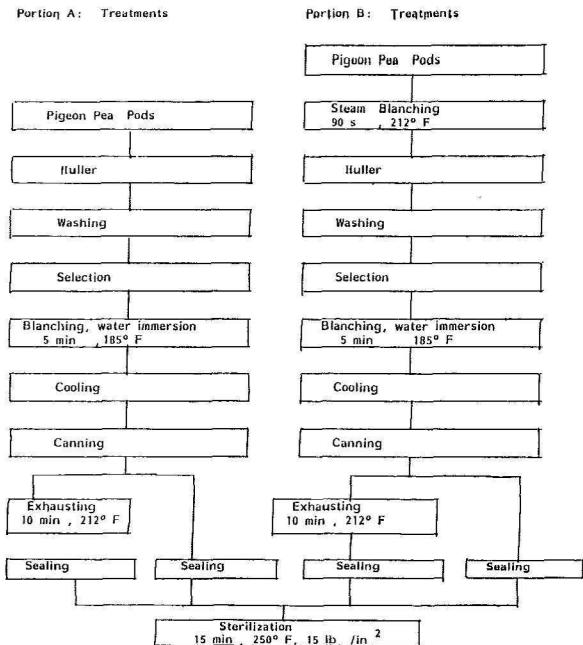 Portion A: Treatments
Pigeon Pea Pods
Huller
Washing
Selection
Blanching, water immersion
5 min , 185° F
Cooling
Canning
Exhausting
10 min , 212° F
Sealing
Sealing
Portion B: Treatments
Pigeon Pea Pods
Steam Blanching
90 s , 212° F
Huller
Washing
Selection
Blanching, water immersion
5 min 185° F
Cooling
Canning
Exhausting
10 min , 212° F
Sealing
Sealing
Sterilization
15 min , 250° F, 15 lb /in 2